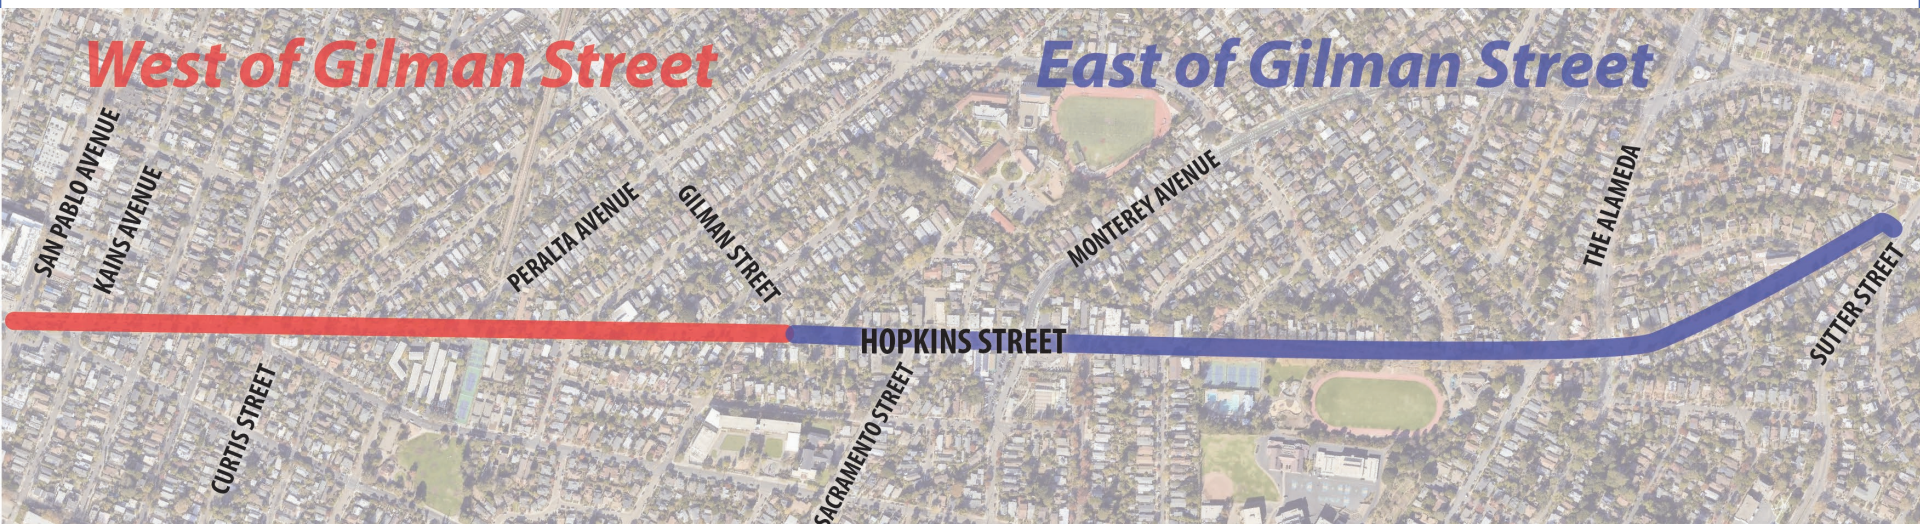 West of Gilman Street
East of Gilman Street
SAN PABLO AVENUE
KAINS AVENUE
CURTIS STREET
PERALTA AVENUE
GILMAN STREET
HOPKINS STREET
SACRAMENTO STREET
MONTEREY AVENUE
THE ALAMEDA
SUTTER STREET